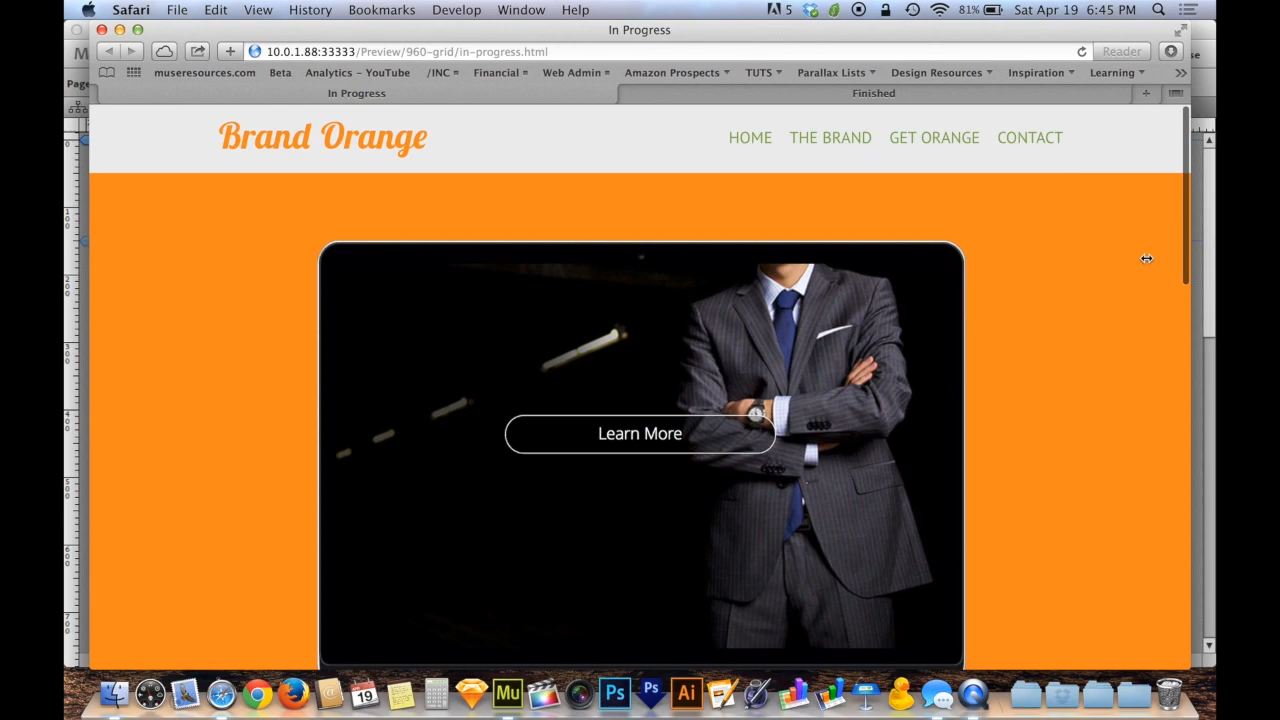 Safari File Edit View History Bookmarks Develop Window Help 5 81% Sat Apr 19 6:45 PM
In Progress
10.0.1.88:33333/Preview/960-grid/in-progress.html Reader
museresources.com Beta Analytics – YouTube /INC Financial Web Admin Amazon Prospects TUTS Parallax Lists Design Resources Inspiration Learning
Page
In Progress Finished
Brand Orange HOME THE BRAND GET ORANGE CONTACT
Learn More
19 Mu Ps Ps Ai